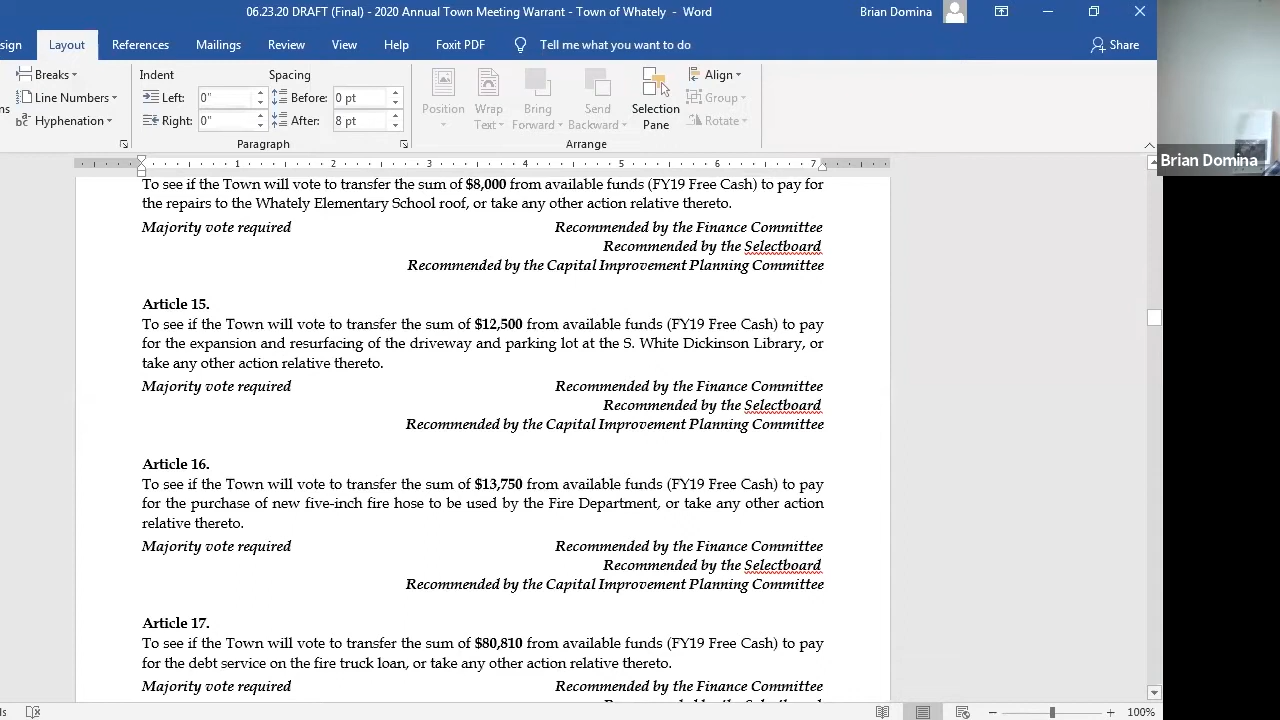 06.23.20 DRAFT (Final) - 2020 Annual Town Meeting Warrant - Town of Whately - Word
Brian Domina
sign Layout References Mailings Review View Help Foxit PDF Tell me what you want to do Share
Breaks
Line Numbers
Hyphenation
Indent
Left: 0"
Right: 0"
Spacing
Before: 0 pt
After: 8 pt
Paragraph
Position
Wrap Text
Bring Forward
Send Backward
Selection Pane
Align
Group
Rotate
Arrange
Brian Domina
1 2 3 4 5 6 7
To see if the Town will vote to transfer the sum of $8,000 from available funds (FY19 Free Cash) to pay for
the repairs to the Whately Elementary School roof, or take any other action relative thereto.
Majority vote required Recommended by the Finance Committee
Recommended by the Selectboard
Recommended by the Capital Improvement Planning Committee
Article 15.
To see if the Town will vote to transfer the sum of $12,500 from available funds (FY19 Free Cash) to pay
for the expansion and resurfacing of the driveway and parking lot at the S. White Dickinson Library, or
take any other action relative thereto.
Majority vote required Recommended by the Finance Committee
Recommended by the Selectboard
Recommended by the Capital Improvement Planning Committee
Article 16.
To see if the Town will vote to transfer the sum of $13,750 from available funds (FY19 Free Cash) to pay
for the purchase of new five-inch fire hose to be used by the Fire Department, or take any other action
relative thereto.
Majority vote required Recommended by the Finance Committee
Recommended by the Selectboard
Recommended by the Capital Improvement Planning Committee
Article 17.
To see if the Town will vote to transfer the sum of $80,810 from available funds (FY19 Free Cash) to pay
for the debt service on the fire truck loan, or take any other action relative thereto.
Majority vote required Recommended by the Finance Committee
100%